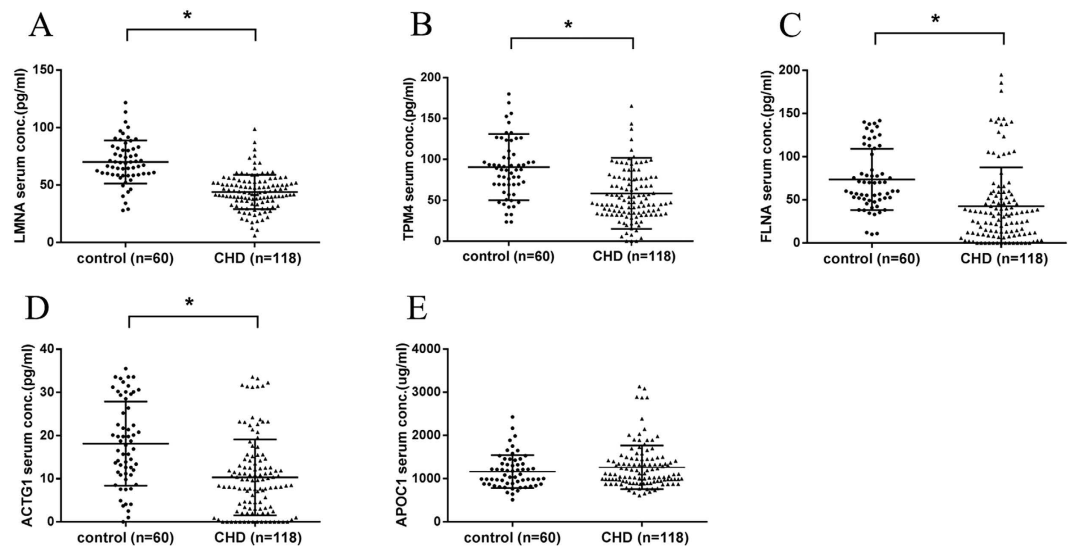 A
*
LMNA serum conc.(pg/ml)
150
100
50
0
control (n=60)
CHD (n=118)
B
*
TPM4 serum conc.(pg/ml)
200
150
100
50
0
control (n=60)
CHD (n=118)
C
*
FLNA serum conc.(pg/ml)
200
150
100
50
0
control (n=60)
CHD (n=118)
D
*
ACTG1 serum conc.(pg/ml)
40
30
20
10
0
control (n=60)
CHD (n=118)
E
APOC1 serum conc.(ug/ml)
4000
3000
2000
1000
0
control (n=60)
CHD (n=118)